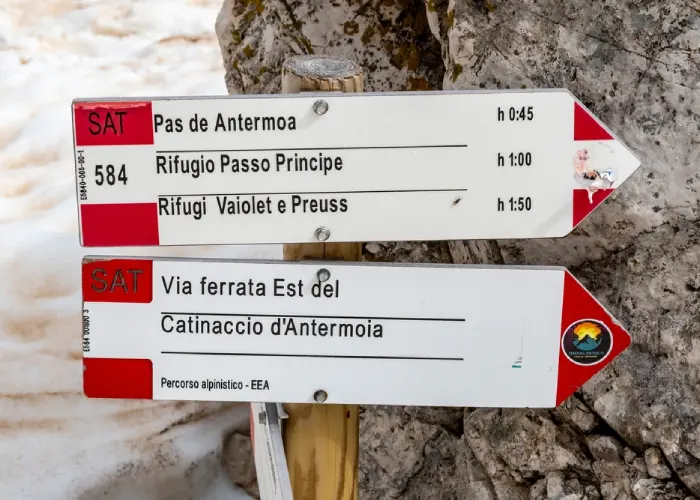 SAT
Pas de Antermoa h 0:45
584
Rifugio Passo Principe h 1:00
Rifugi Vaiolet e Preuss h 1:50
SAT
Via ferrata Est del
Catinaccio d'Antermoia
Percorso alpinistico - EEA